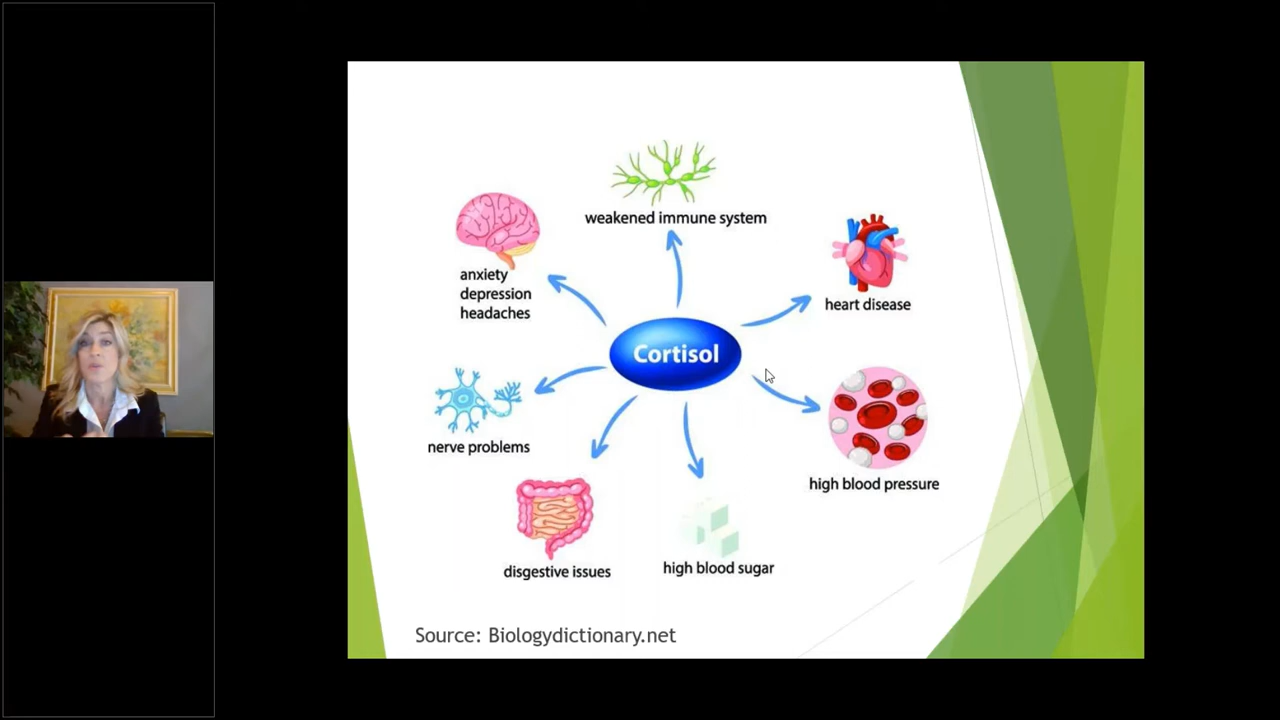 weakened immune system
anxiety
depression
headaches
heart disease
Cortisol
nerve problems
high blood pressure
disgestive issues
high blood sugar
Source: Biologydictionary.net